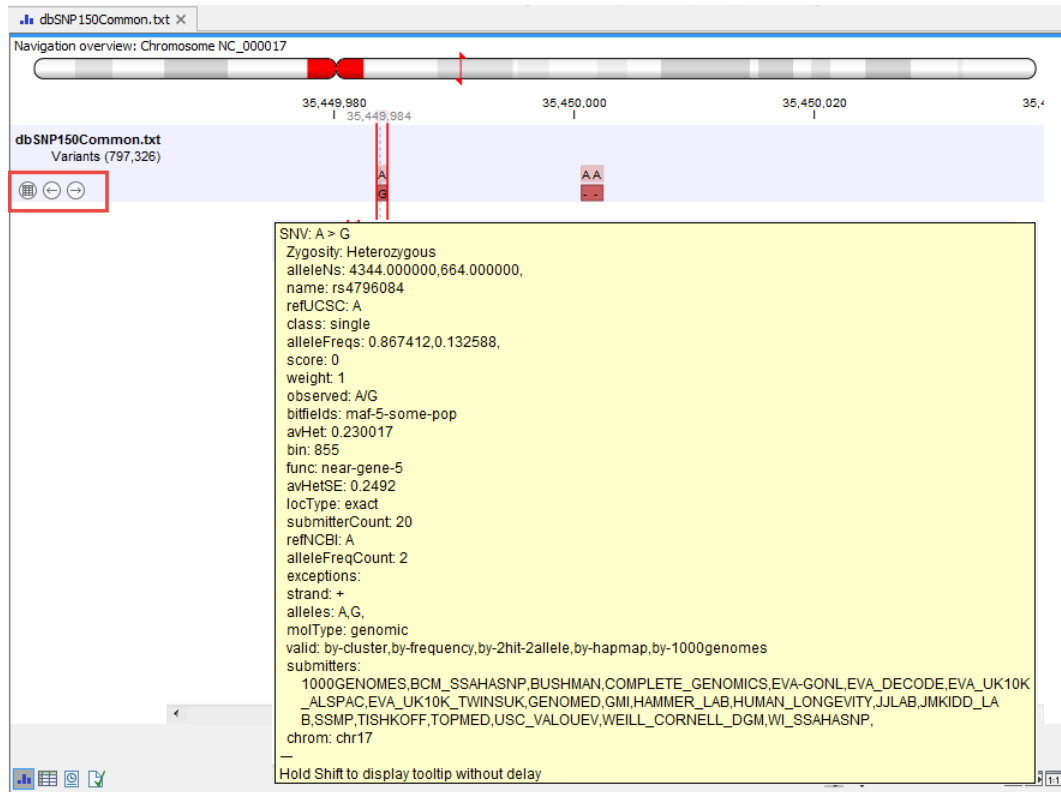 dbSNP150Common.txt
Navigation overview: Chromosome NC_000017
35,449,980 35,450,000 35,450,020 35,4
35,449,984
dbSNP150Common.txt
Variants (797,326)
A AA
G - -
SNV: A > G
Zygosity: Heterozygous
alleleNs: 4344.000000,664.000000,
name: rs4796084
refUCSC: A
class: single
alleleFreqs: 0.867412,0.132588,
score: 0
weight: 1
observed: A/G
bitfields: maf-5-some-pop
avHet: 0.230017
bin: 855
func: near-gene-5
avHetSE: 0.2492
locType: exact
submitterCount: 20
refNCBI: A
alleleFreqCount: 2
exceptions:
strand: +
alleles: A,G,
molType: genomic
valid: by-cluster,by-frequency,by-2hit-2allele,by-hapmap,by-1000genomes
submitters:
1000GENOMES,BCM_SSAHASNP,BUSHMAN,COMPLETE_GENOMICS,EVA-GONL,EVA_DECODE,EVA_UK10K
_ALSPAC,EVA_UK10K_TWINSUK,GENOMED,GMI,HAMMER_LAB,HUMAN_LONGEVITY,JJLAB,JMKIDD_LA
B,SSMP,TISHKOFF,TOPMED,USC_VALOUEV,WEILL_CORNELL_DGM,WI_SSAHASNP,
chrom: chr17
—
Hold Shift to display tooltip without delay
1:1